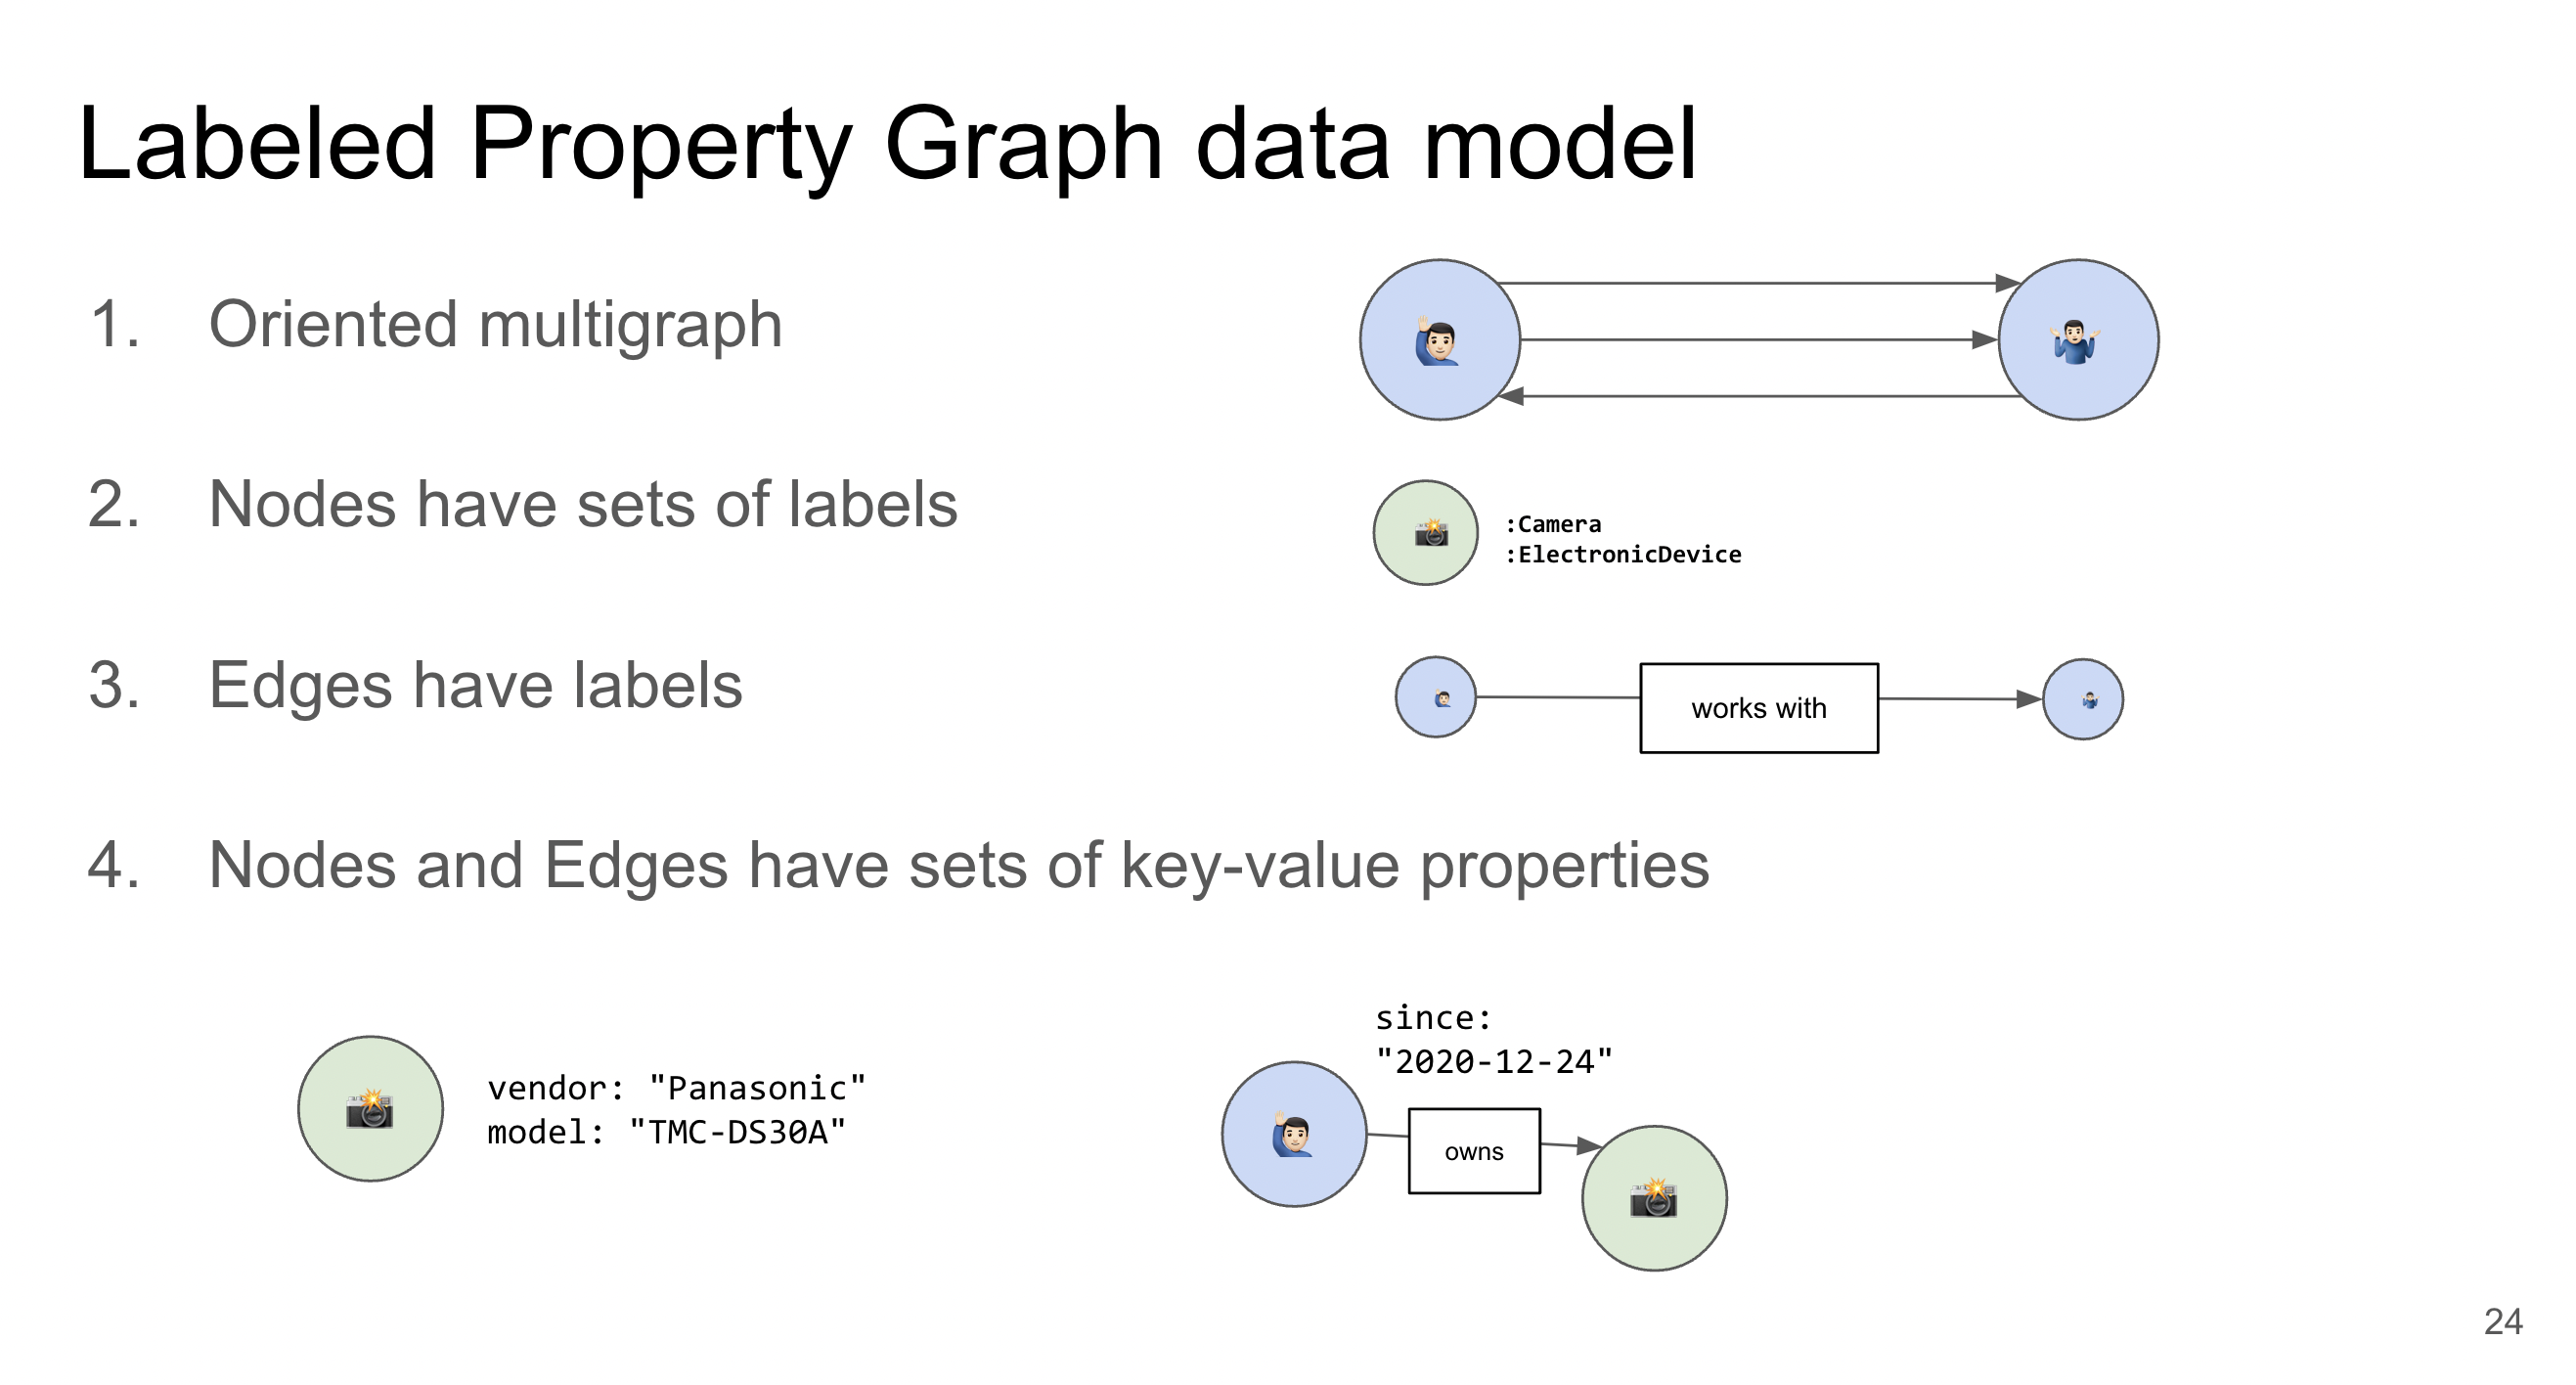 Labeled Property Graph data model
1. Oriented multigraph
2. Nodes have sets of labels
:Camera
:ElectronicDevice
3. Edges have labels
works with
4. Nodes and Edges have sets of key-value properties
vendor: "Panasonic"
model: "TMC-DS30A"
since:
"2020-12-24"
owns
24